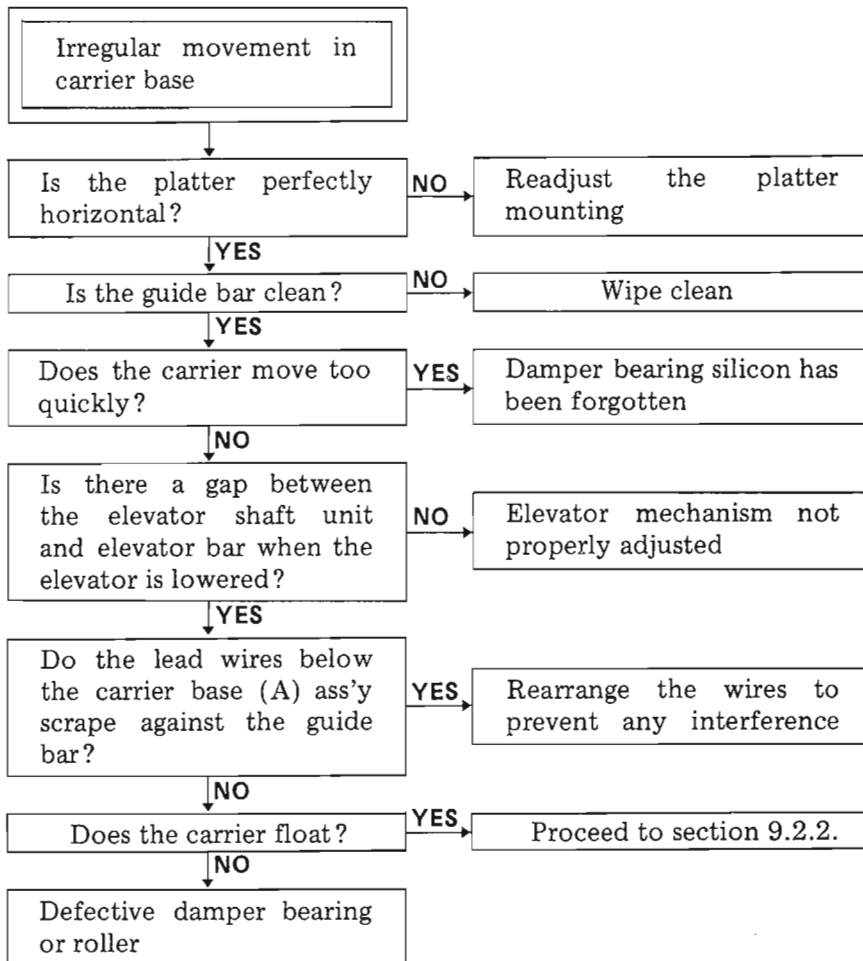 Irregular movement in
carrier base
Is the platter perfectly
horizontal?
NO
Readjust the platter
mounting
YES
Is the guide bar clean?
NO
Wipe clean
YES
Does the carrier move too
quickly?
YES
Damper bearing silicon has
been forgotten
NO
Is there a gap between
the elevator shaft unit
and elevator bar when the
elevator is lowered?
NO
Elevator mechanism not
properly adjusted
YES
Do the lead wires below
the carrier base (A) ass'y
scrape against the guide
bar?
YES
Rearrange the wires to
prevent any interference
NO
Does the carrier float?
YES
Proceed to section 9.2.2.
NO
Defective damper bearing
or roller